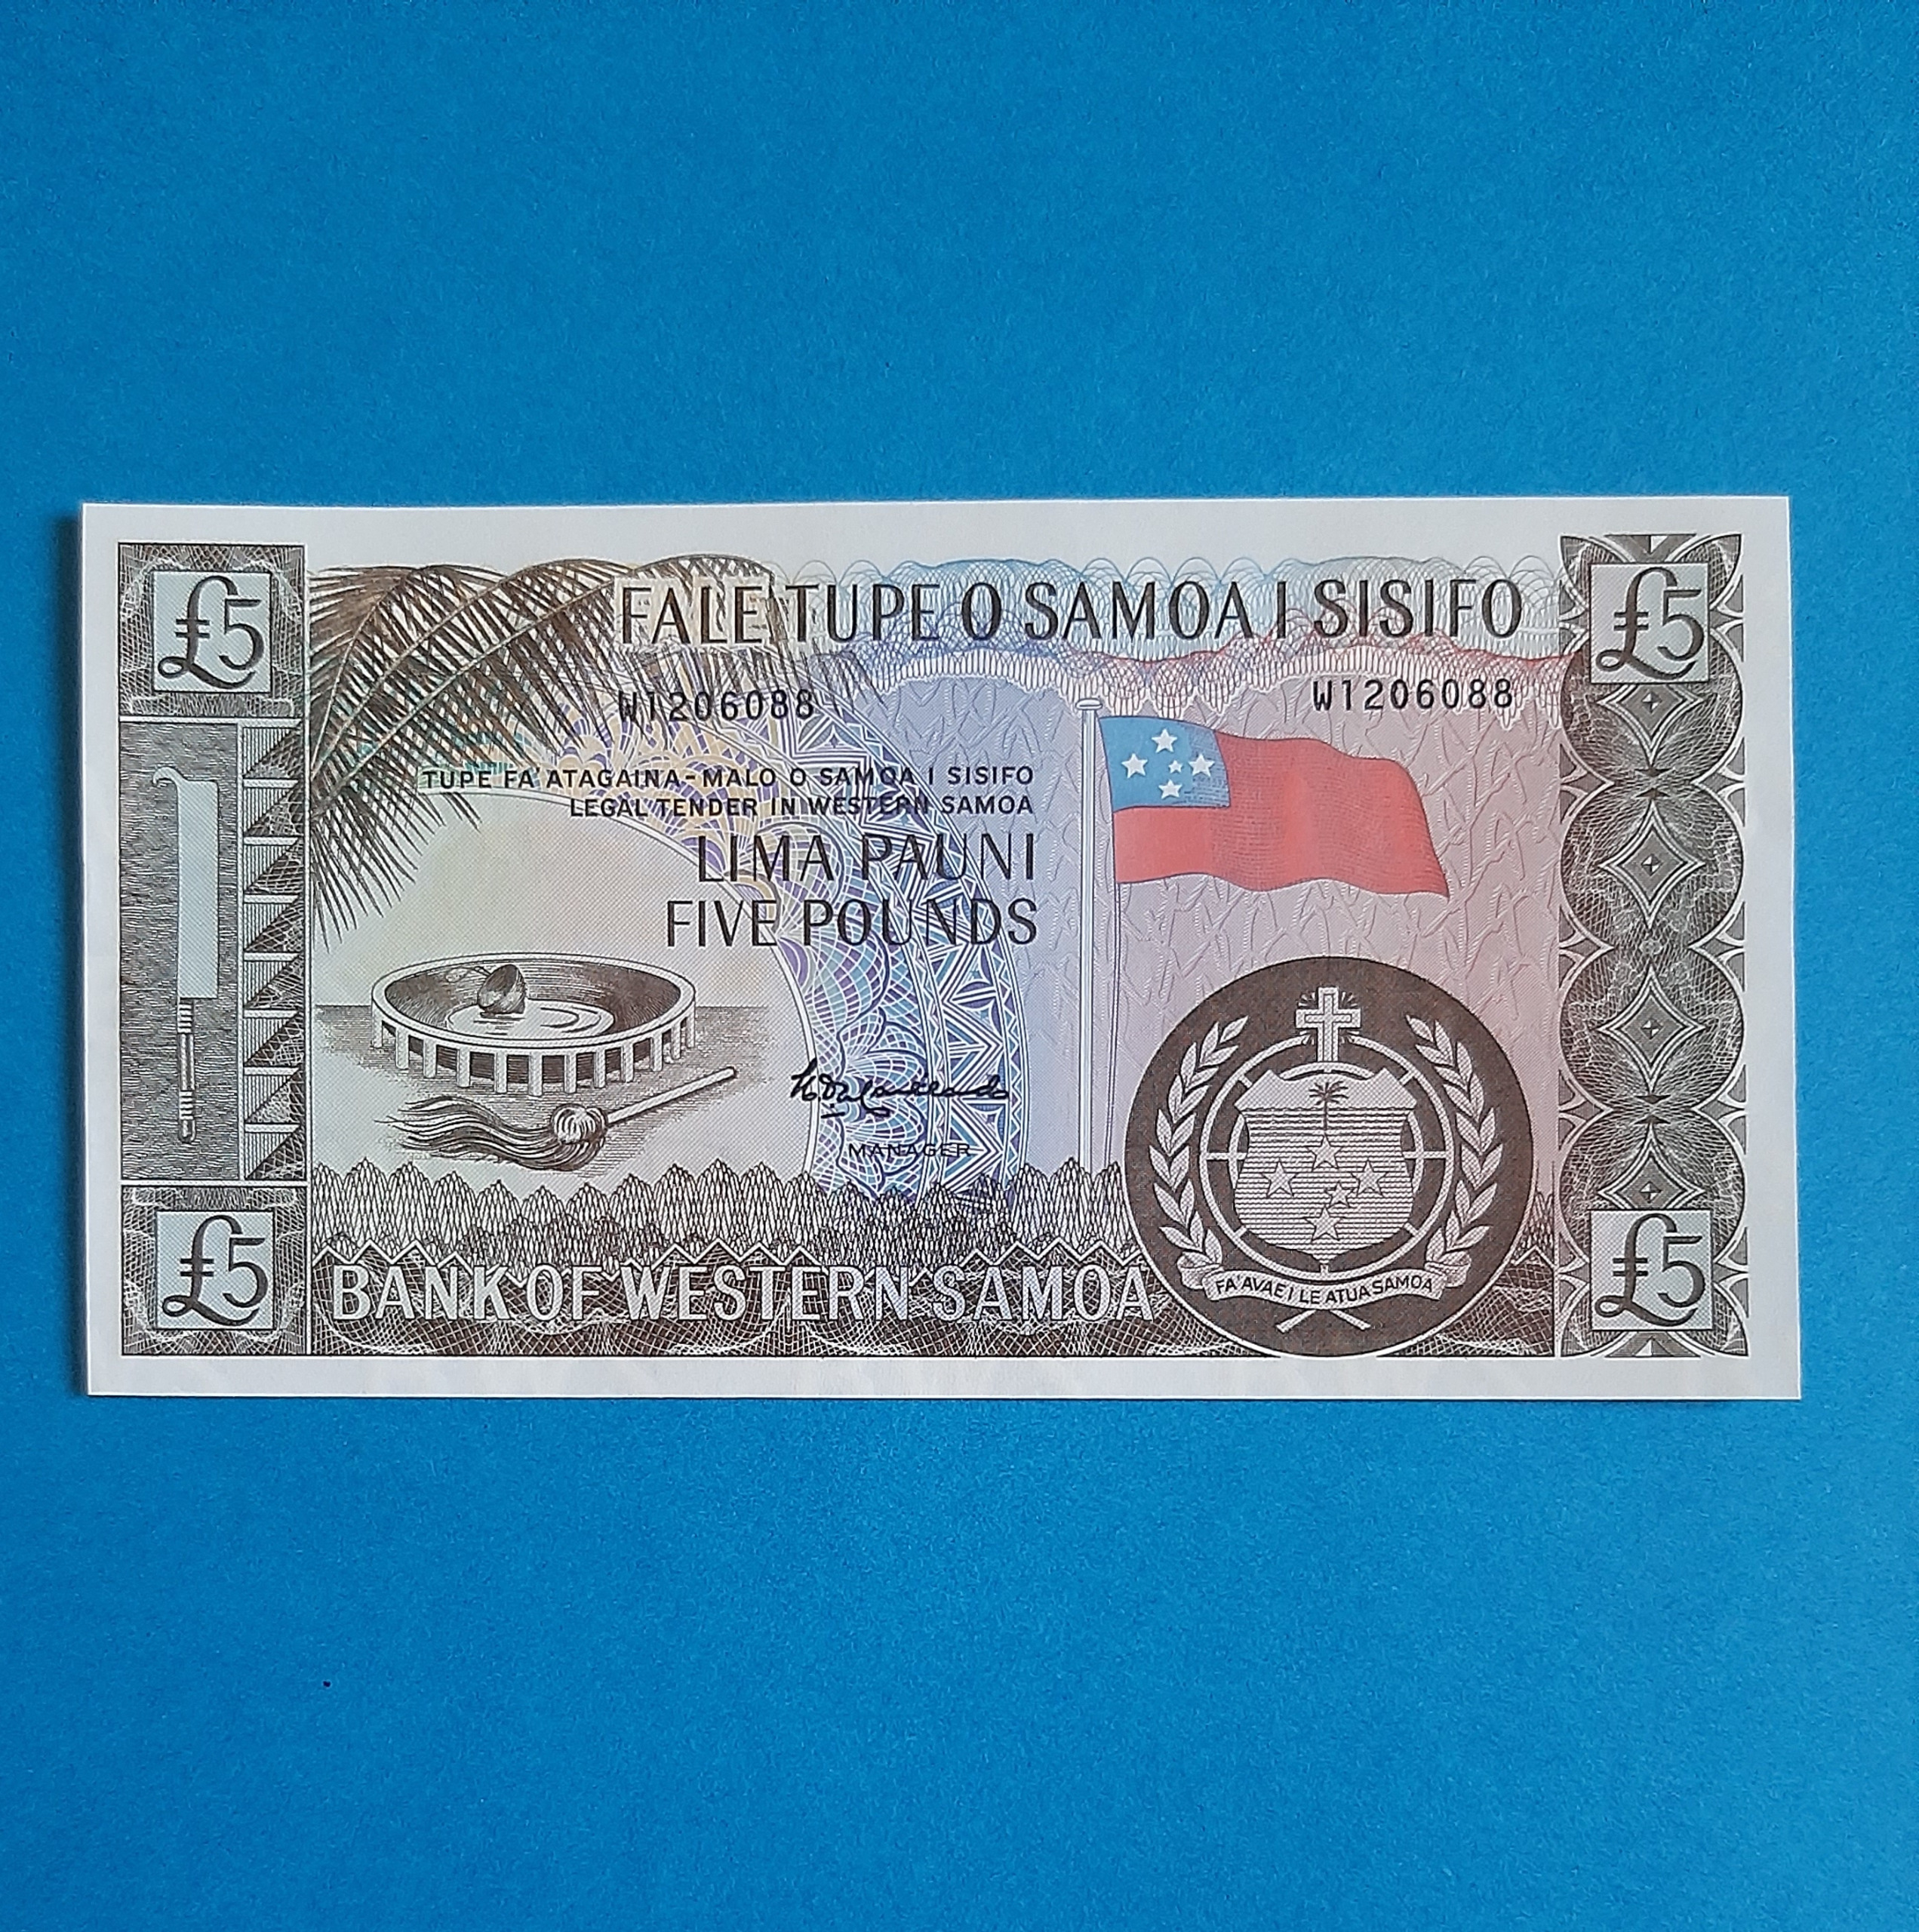 £5
FALE TUPE O SAMOA I SISIFO
£5
W1206088
W1206088
TUPE FA'ATAGAINA-MALO O SAMOA I SISIFO
LEGAL TENDER IN WESTERN SAMOA
LIMA PAUNI
FIVE POUNDS
MANAGER
£5
BANK OF WESTERN SAMOA
FA'AVAE I LE ATUA SAMOA
£5